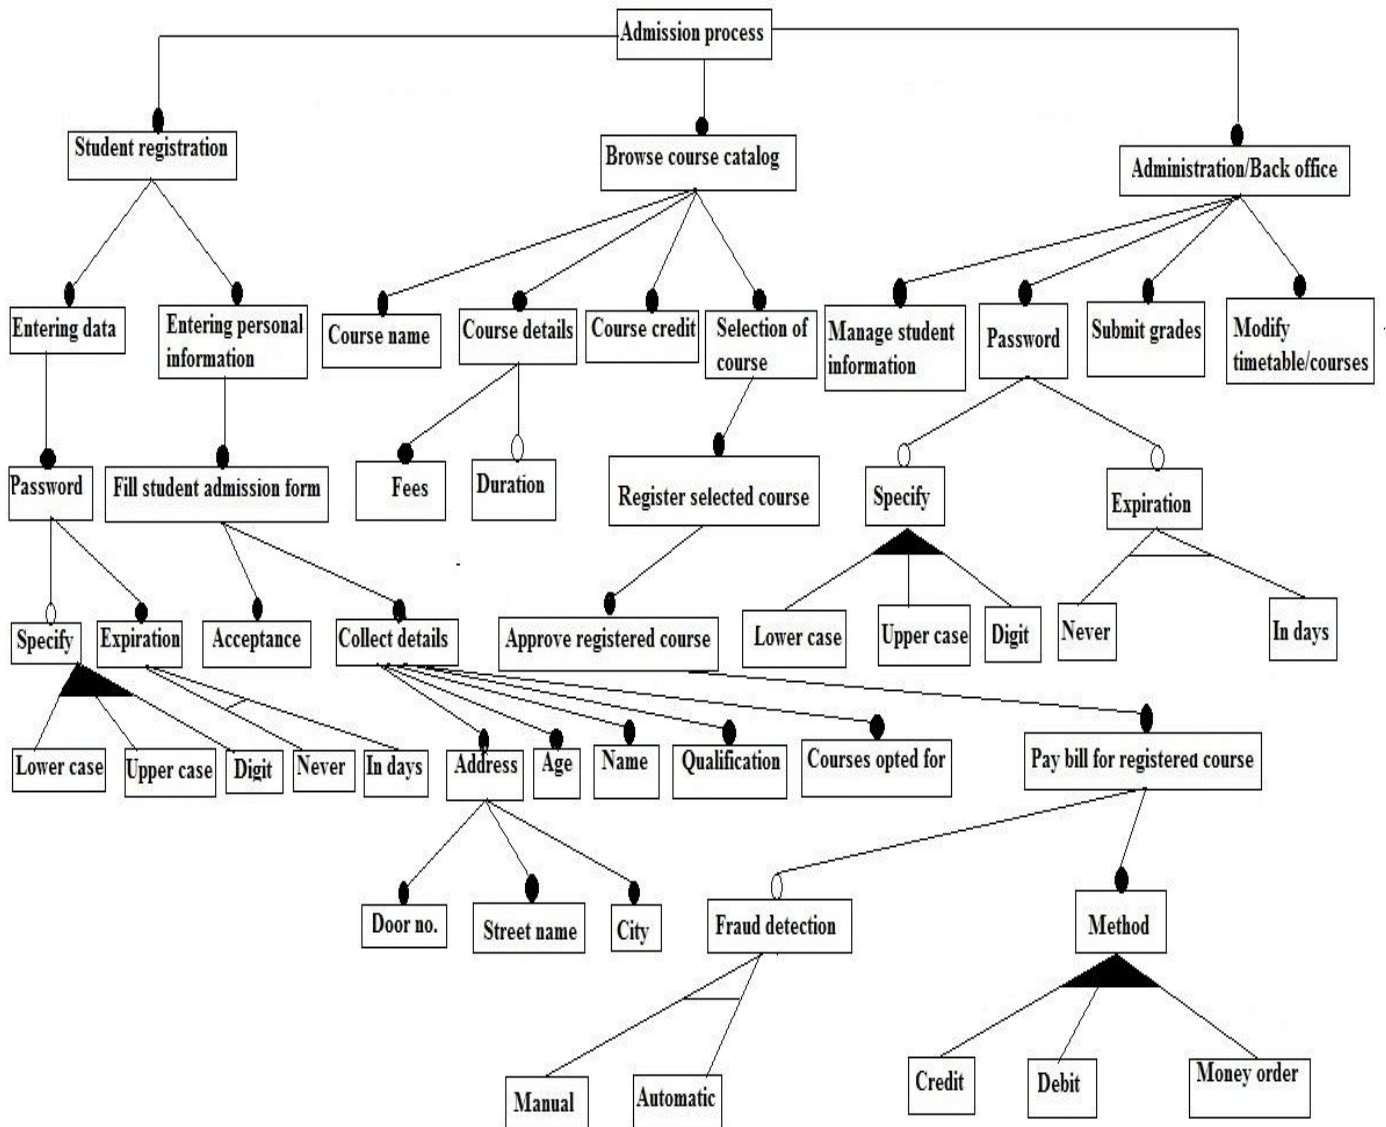 Admission process
Student registration
Browse course catalog
Administration/Back office
Entering data
Entering personal
information
Course name
Course details
Course credit
Selection of
course
Manage student
information
Password
Submit grades
Modify
timetable/courses
Password
Fill student admission form
Fees
Duration
Register selected course
Specify
Expiration
Specify
Expiration
Acceptance
Collect details
Approve registered course
Lower case
Upper case
Digit
Never
In days
Lower case
Upper case
Digit
Never
In days
Address
Age
Name
Qualification
Courses opted for
Pay bill for registered course
Door no.
Street name
City
Fraud detection
Method
Manual
Automatic
Credit
Debit
Money order